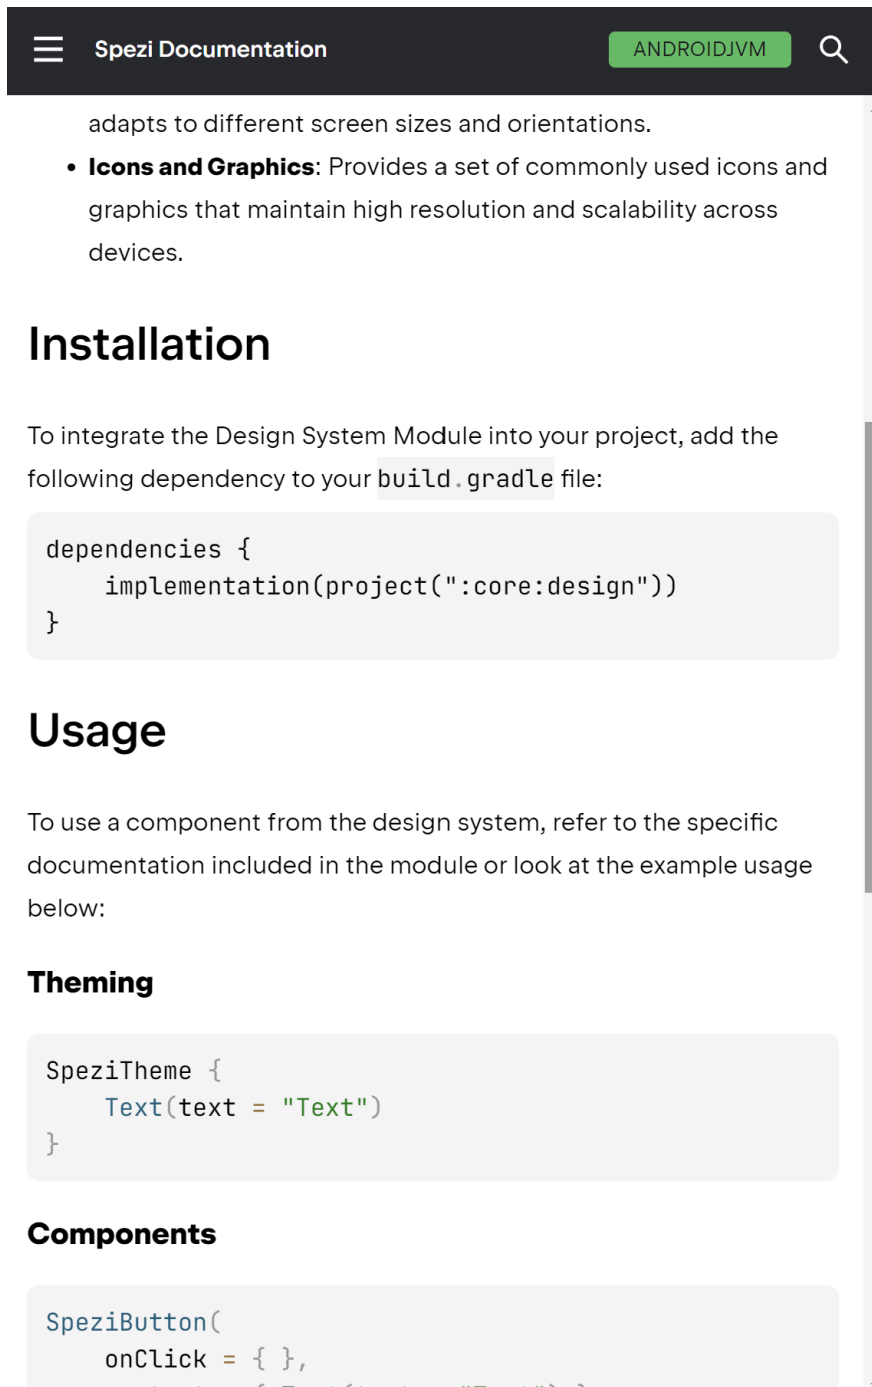 Spezi Documentation
ANDROIDJVM
adapts to different screen sizes and orientations.
• Icons and Graphics: Provides a set of commonly used icons and
graphics that maintain high resolution and scalability across
devices.
Installation
To integrate the Design System Module into your project, add the
following dependency to your build.gradle file:
dependencies {
    implementation(project(":core:design"))
}
Usage
To use a component from the design system, refer to the specific
documentation included in the module or look at the example usage
below:
Theming
SpeziTheme {
    Text(text = "Text")
}
Components
SpeziButton(
    onClick = { },